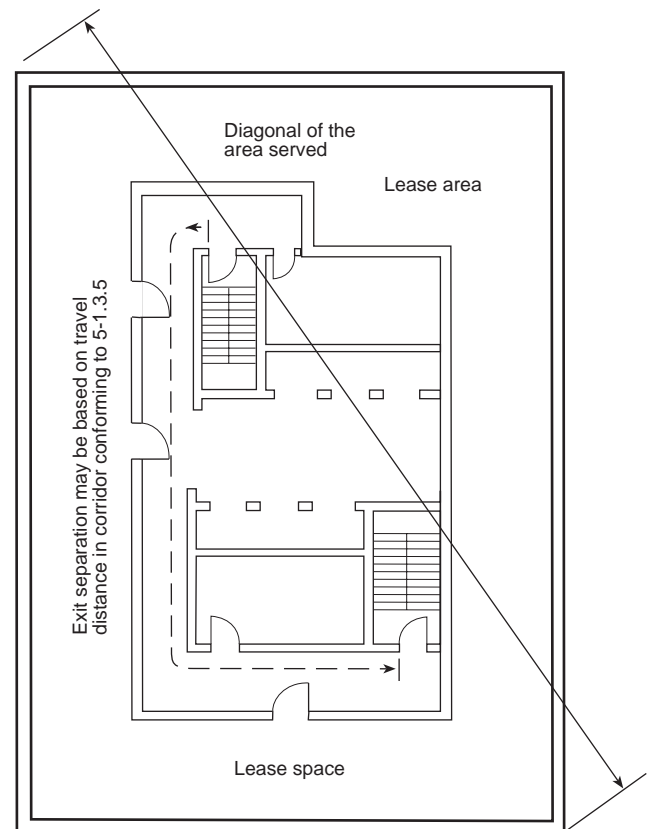 Diagonal of the
area served
Lease area
Exit separation may be based on travel
distance in corridor conforming to 5-1.3.5
Lease space